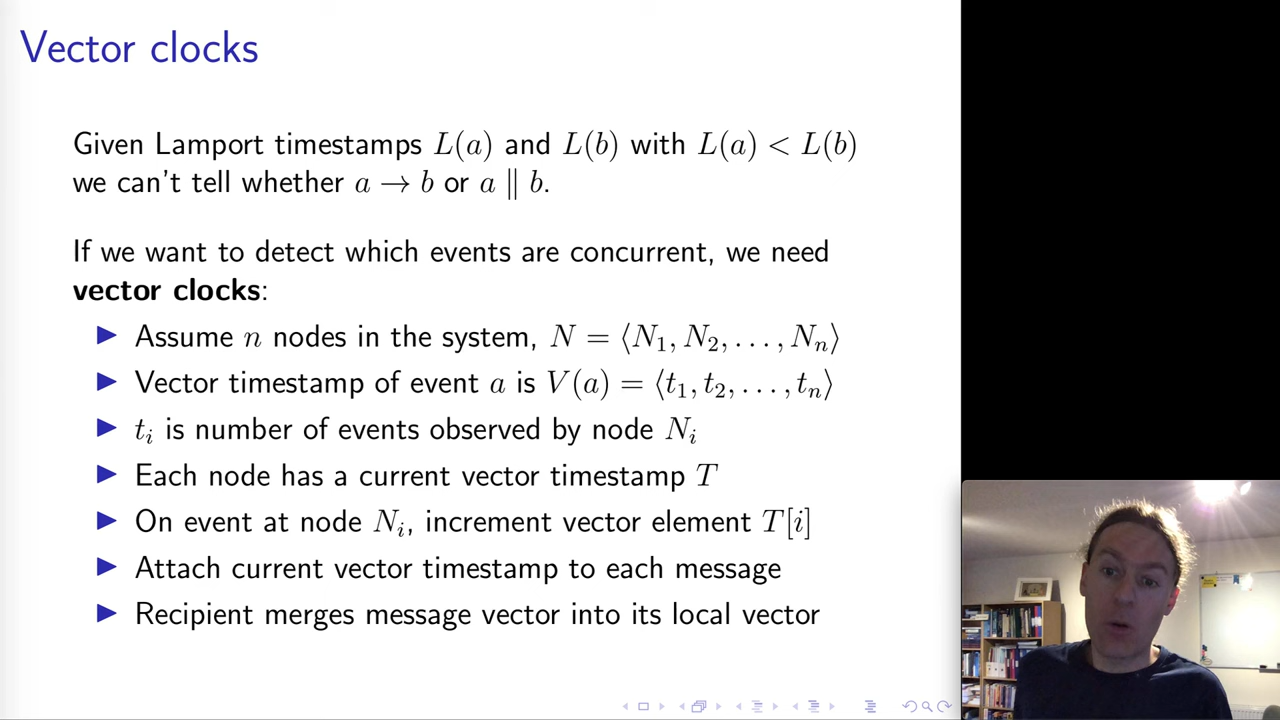 Vector clocks
Given Lamport timestamps L(a) and L(b) with L(a) < L(b)
we can't tell whether a → b or a ∥ b.
If we want to detect which events are concurrent, we need
vector clocks:
▶ Assume n nodes in the system, N = ⟨N₁, N₂, . . . , Nₙ⟩
▶ Vector timestamp of event a is V(a) = ⟨t₁, t₂, . . . , tₙ⟩
▶ tᵢ is number of events observed by node Nᵢ
▶ Each node has a current vector timestamp T
▶ On event at node Nᵢ, increment vector element T[i]
▶ Attach current vector timestamp to each message
▶ Recipient merges message vector into its local vector